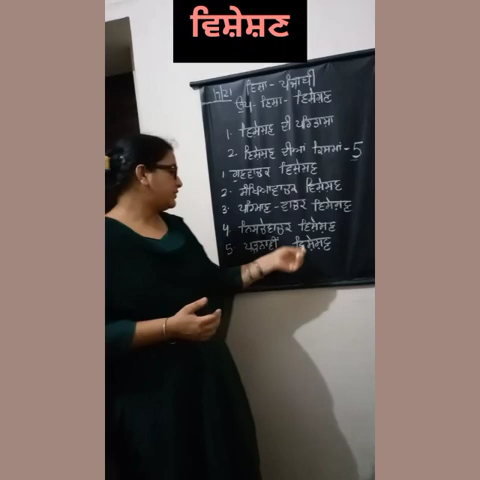 ਵਿਸ਼ੇਸ਼ਣ
ਵਿਸ਼ਾ - ਪੰਜਾਬੀ
ਉਪ - ਵਿਸ਼ਾ - ਵਿਸ਼ੇਸ਼ਣ
1. ਵਿਸ਼ੇਸ਼ਣ ਦੀ ਪਰਿਭਾਸ਼ਾ
2. ਵਿਸ਼ੇਸ਼ਣ ਦੀਆਂ ਕਿਸਮਾਂ - 5
1 ਗੁਣਵਾਚਕ ਵਿਸ਼ੇਸ਼ਣ
2. ਸੰਖਿਆਵਾਚਕ ਵਿਸ਼ੇਸ਼ਣ
3. ਪਰਿਮਾਣ - ਵਾਚਕ ਵਿਸ਼ੇਸ਼ਣ
4. ਨਿਸਚੇਵਾਚਕ ਵਿਸ਼ੇਸ਼ਣ
5. ਪੜਨਾਵੀਂ ਵਿਸ਼ੇਸ਼ਣ